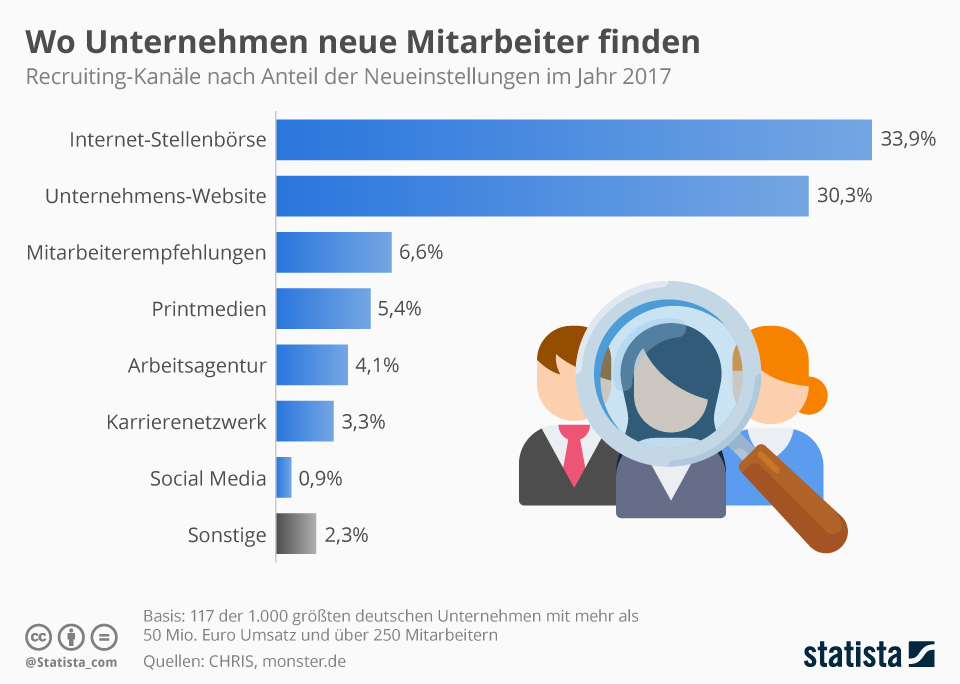 Wo Unternehmen neue Mitarbeiter finden
Recruiting-Kanäle nach Anteil der Neueinstellungen im Jahr 2017
Internet-Stellenbörse 33,9%
Unternehmens-Website 30,3%
Mitarbeiterempfehlungen 6,6%
Printmedien 5,4%
Arbeitsagentur 4,1%
Karrierenetzwerk 3,3%
Social Media 0,9%
Sonstige 2,3%
Basis: 117 der 1.000 größten deutschen Unternehmen mit mehr als
50 Mio. Euro Umsatz und über 250 Mitarbeitern
cc
@Statista_com
Quellen: CHRIS, monster.de
statista